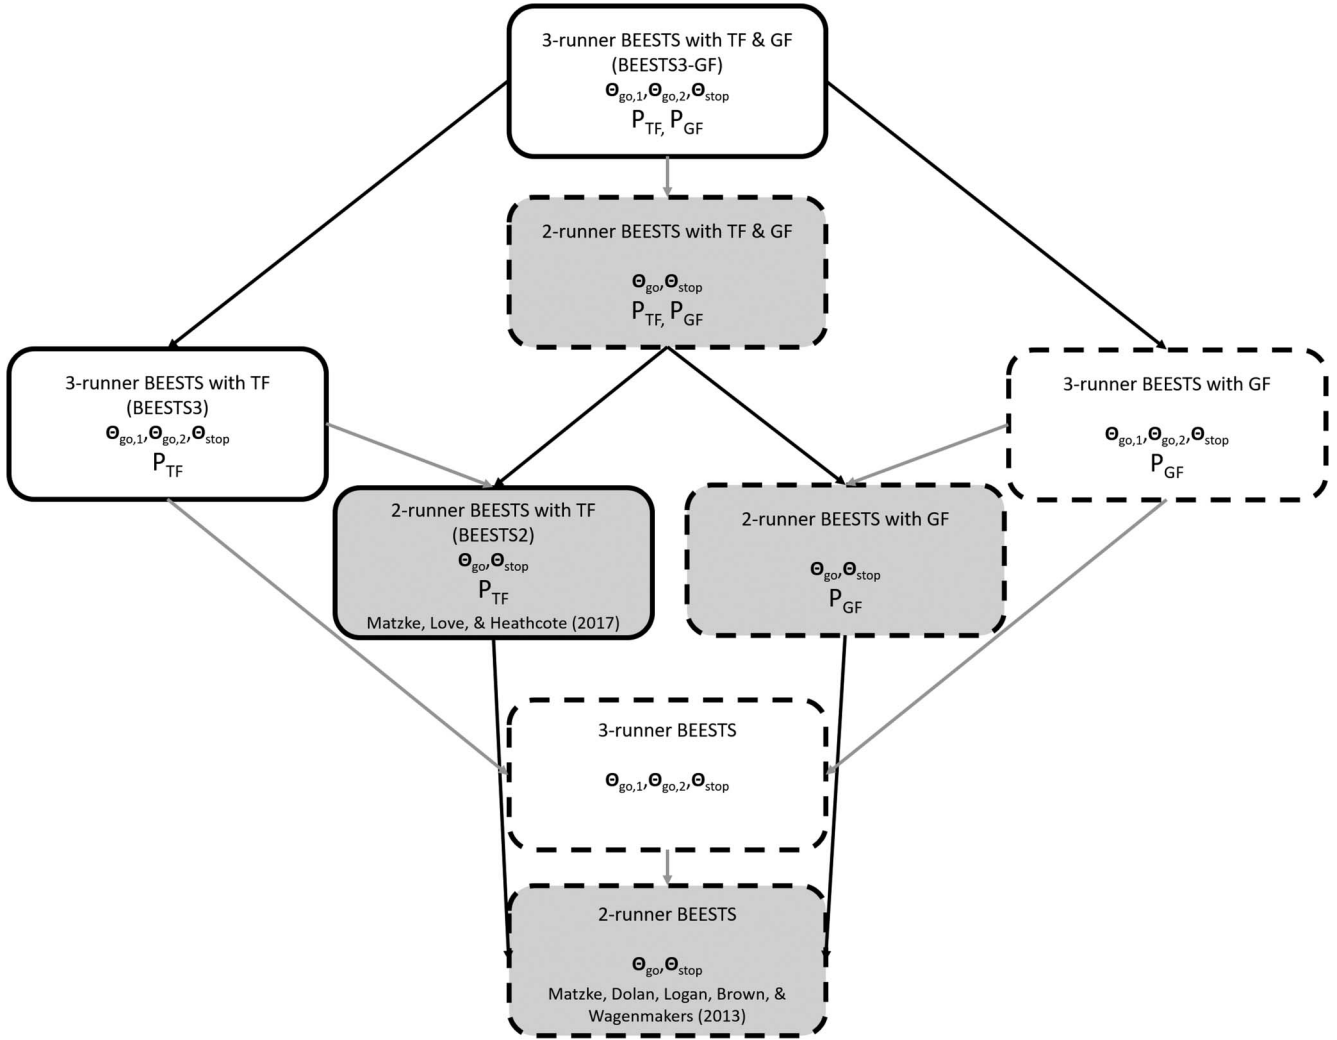 3-runner BEESTS with TF & GF
(BEESTS3-GF)
Θgo,1,Θgo,2,Θstop
PTF, PGF
2-runner BEESTS with TF & GF
Θgo,Θstop
PTF, PGF
3-runner BEESTS with TF
(BEESTS3)
Θgo,1,Θgo,2,Θstop
PTF
3-runner BEESTS with GF
Θgo,1,Θgo,2,Θstop
PGF
2-runner BEESTS with TF
(BEESTS2)
Θgo,Θstop
PTF
Matzke, Love, & Heathcote (2017)
2-runner BEESTS with GF
Θgo,Θstop
PGF
3-runner BEESTS
Θgo,1,Θgo,2,Θstop
2-runner BEESTS
Θgo,Θstop
Matzke, Dolan, Logan, Brown, &
Wagenmakers (2013)